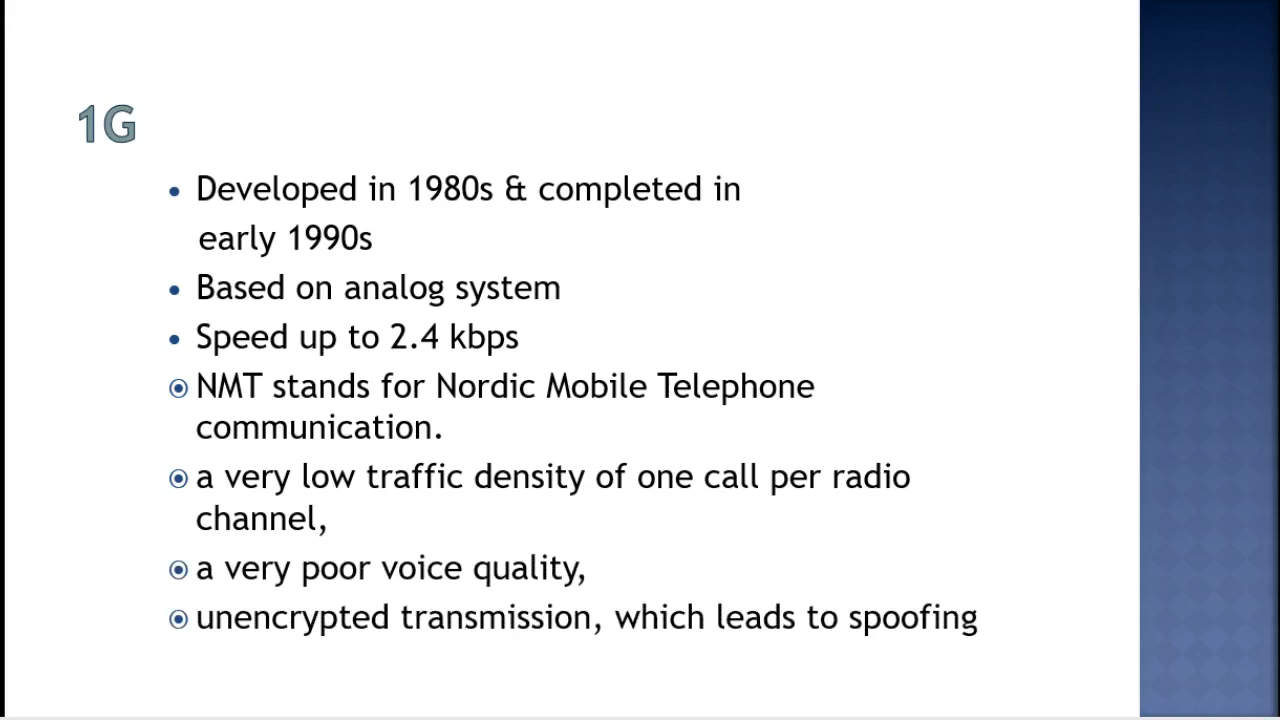 1G
• Developed in 1980s & completed in
early 1990s
• Based on analog system
• Speed up to 2.4 kbps
⦿ NMT stands for Nordic Mobile Telephone
communication.
⦿ a very low traffic density of one call per radio
channel,
⦿ a very poor voice quality,
⦿ unencrypted transmission, which leads to spoofing